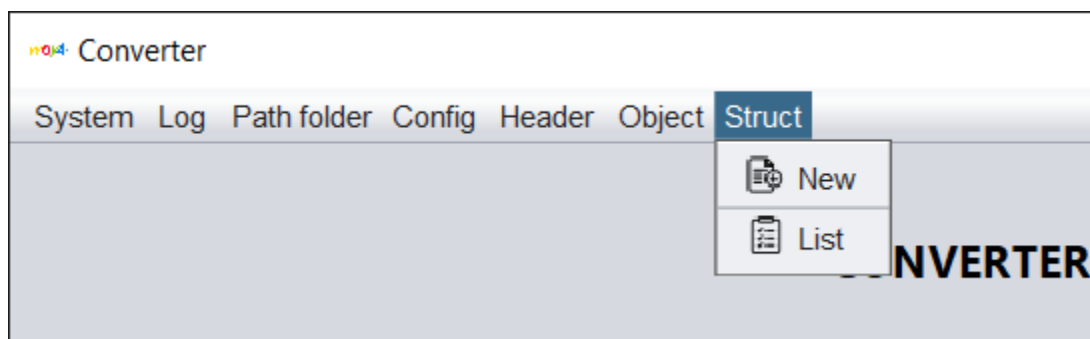 Converter
System Log Path folder Config Header Object Struct
New
List
NVERTER